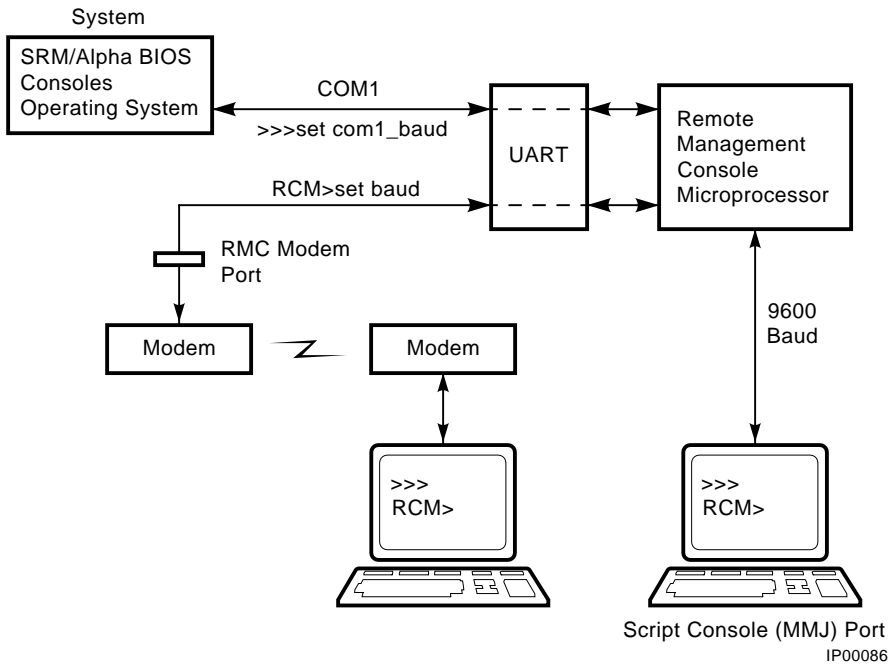 System
SRM/Alpha BIOS
Consoles
Operating System
COM1
>>>set com1_baud
UART
Remote
Management
Console
Microprocessor
RCM>set baud
RMC Modem
Port
9600
Baud
Modem
Modem
>>>
RCM>
>>>
RCM>
Script Console (MMJ) Port
IP00086